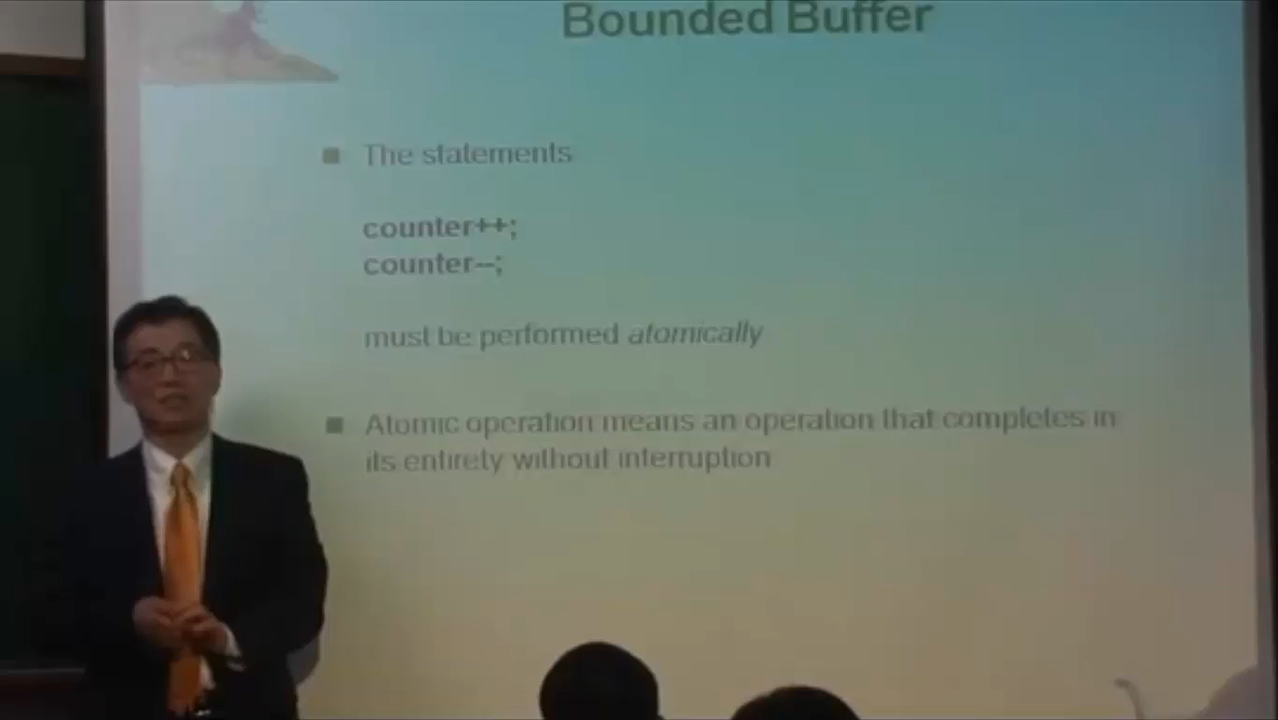 Bounded Buffer
The statements
counter++;
counter--;
must be performed atomically
Atomic operation means an operation that completes in
its entirety without interruption